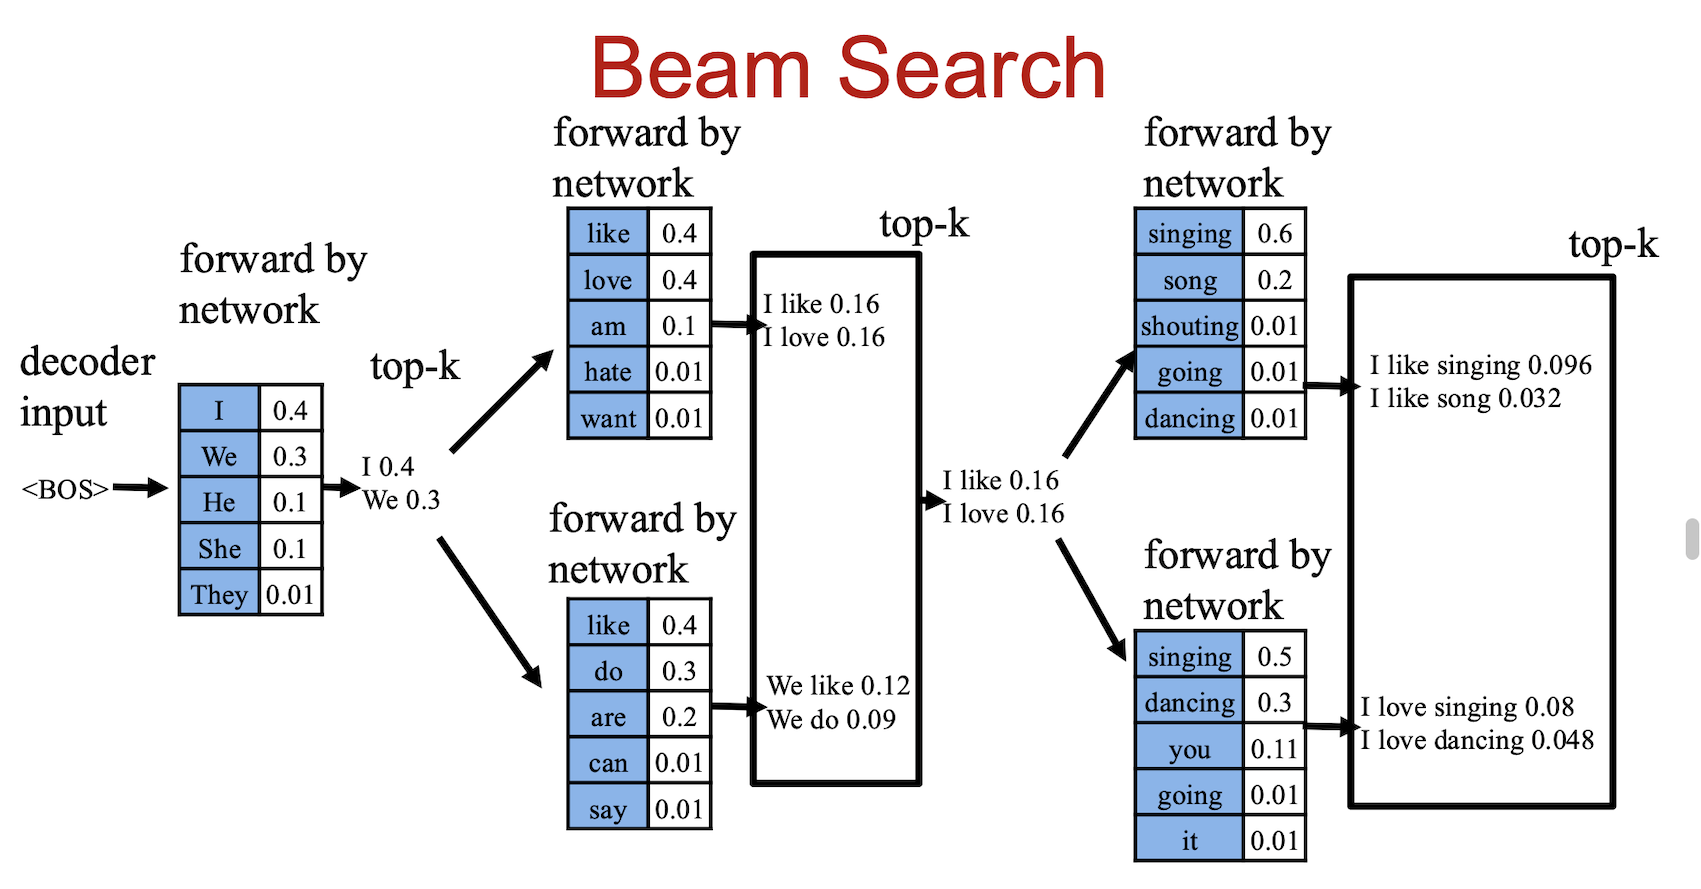 Beam Search
decoder
input
<BOS>
forward by
network
I 0.4
We 0.3
He 0.1
She 0.1
They 0.01
top-k
I 0.4
We 0.3
forward by
network
like 0.4
love 0.4
am 0.1
hate 0.01
want 0.01
forward by
network
like 0.4
do 0.3
are 0.2
can 0.01
say 0.01
top-k
I like 0.16
I love 0.16
We like 0.12
We do 0.09
I like 0.16
I love 0.16
forward by
network
singing 0.6
song 0.2
shouting 0.01
going 0.01
dancing 0.01
forward by
network
singing 0.5
dancing 0.3
you 0.11
going 0.01
it 0.01
top-k
I like singing 0.096
I like song 0.032
I love singing 0.08
I love dancing 0.048